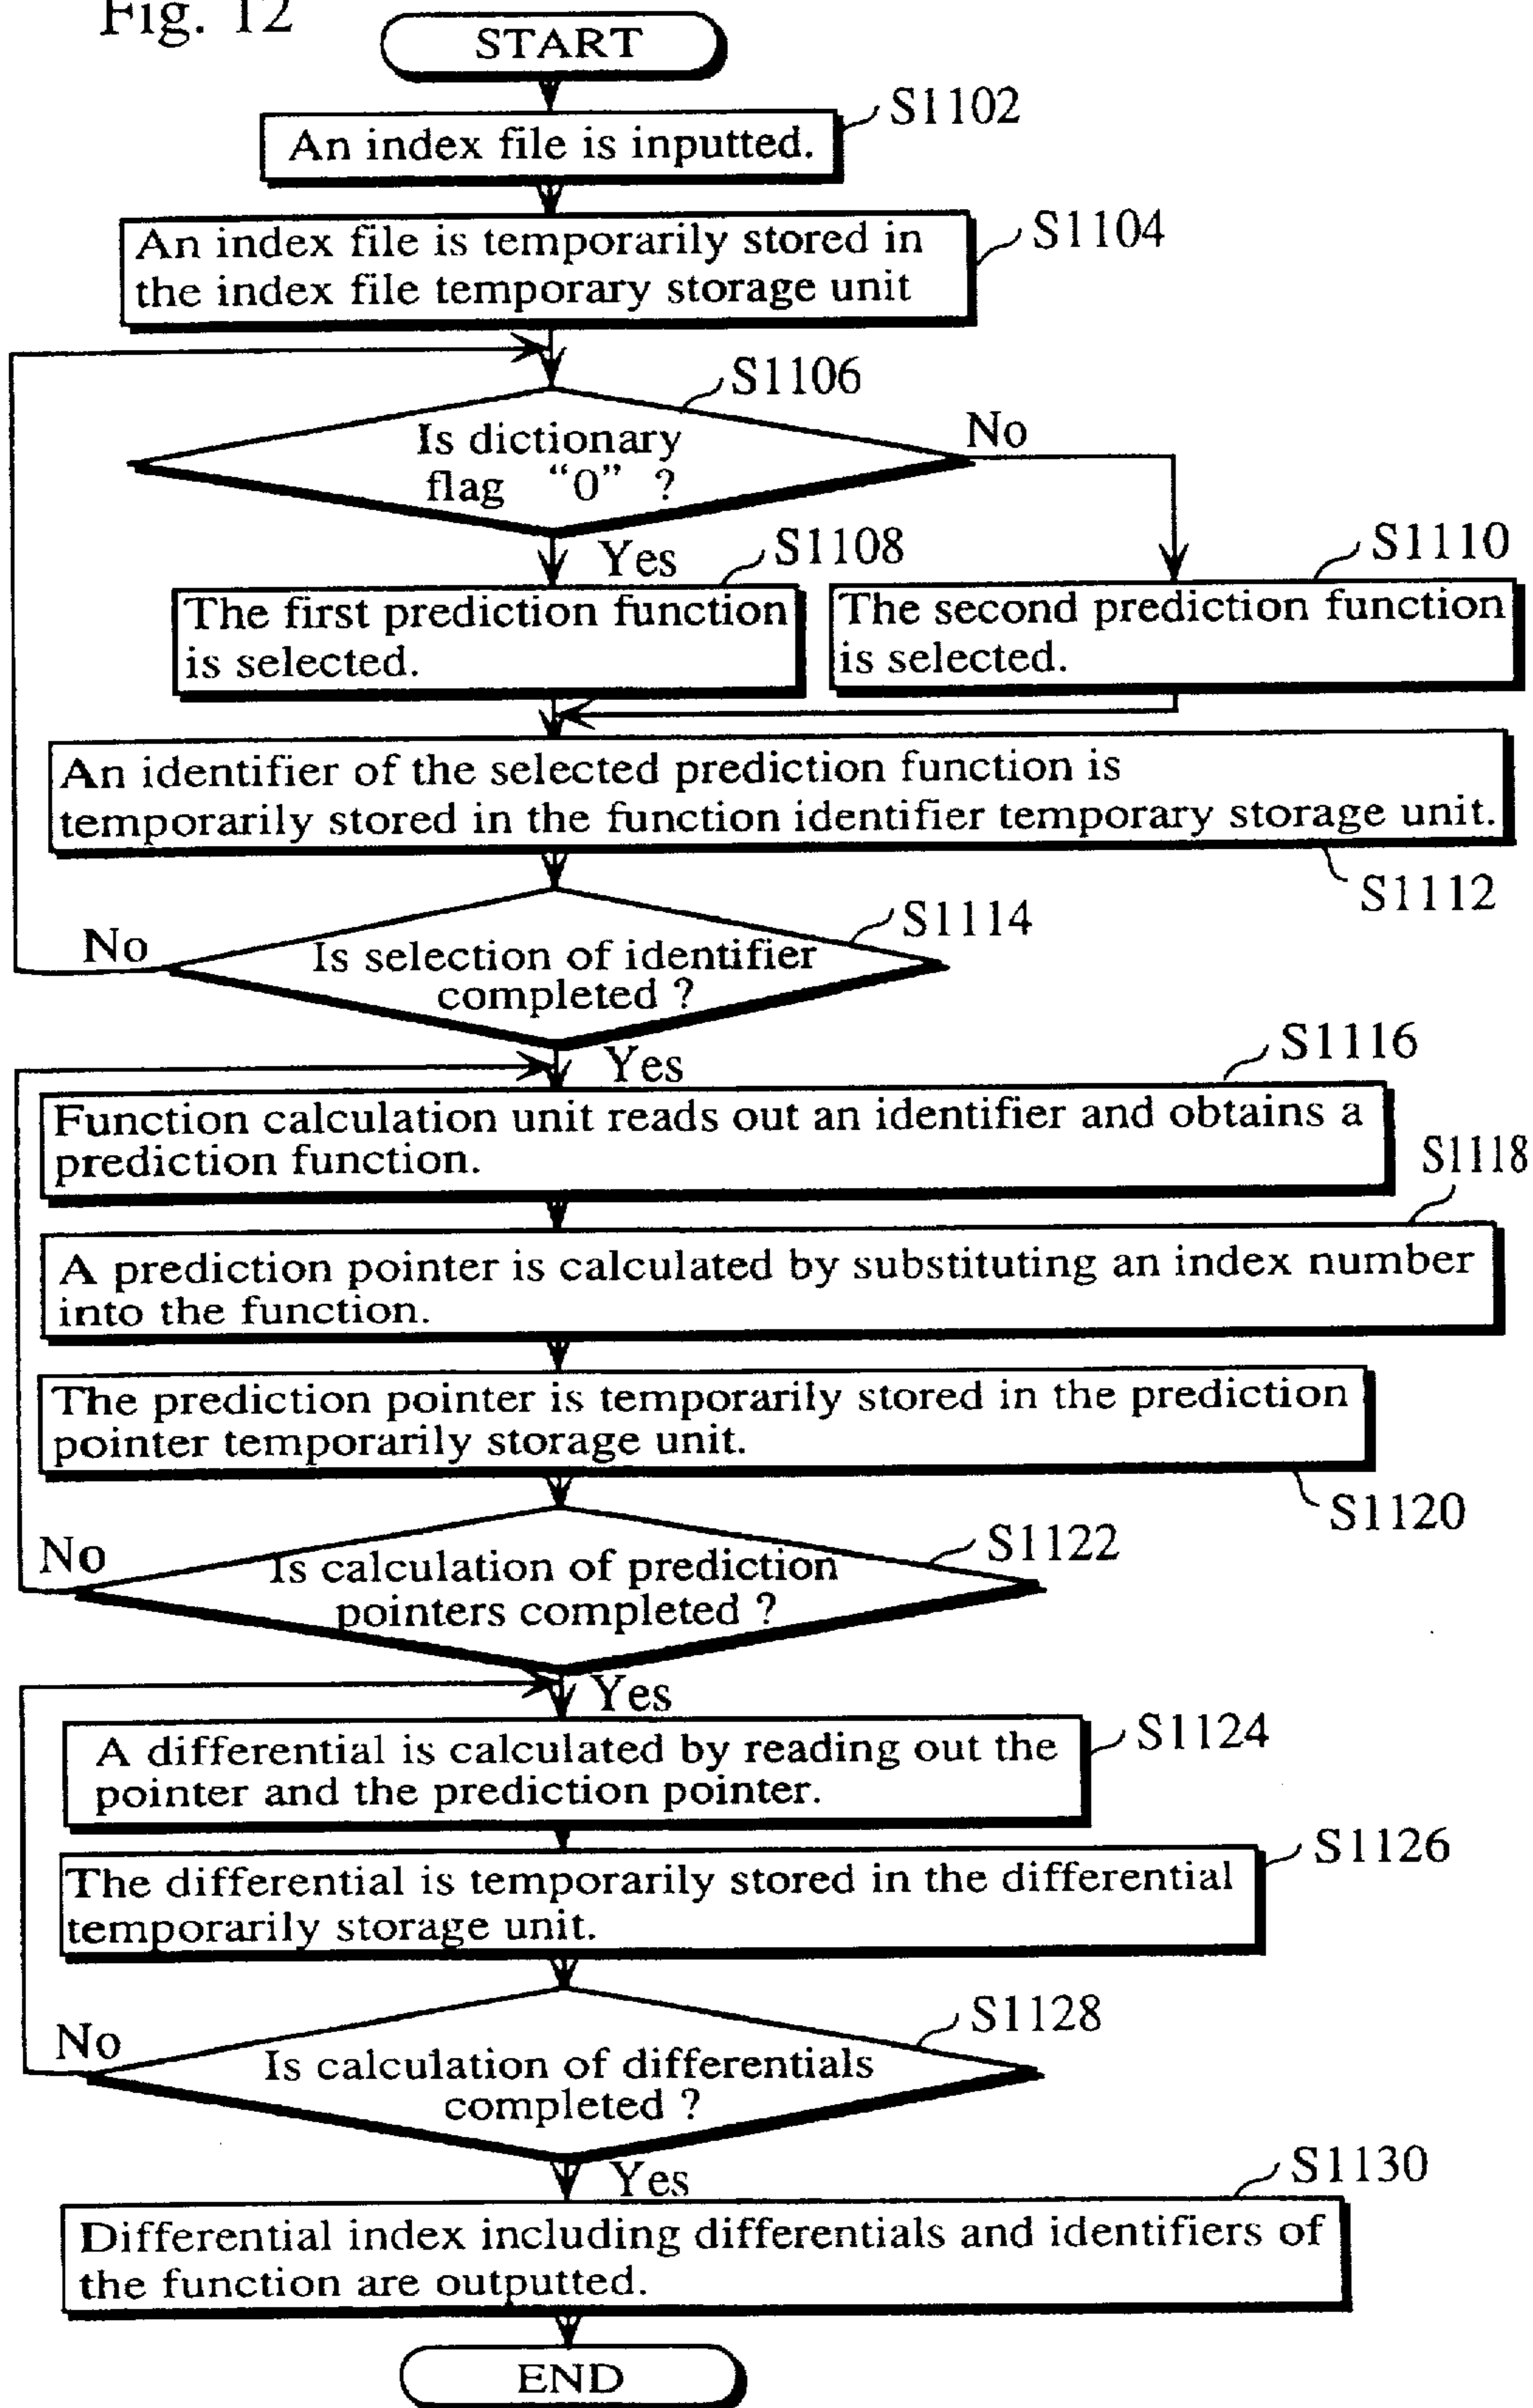 Fig. 12
START
S1102
An index file is inputted.
S1104
An index file is temporarily stored in
the index file temporary storage unit
S1106
Is dictionary
flag “0” ?
No
Yes
S1108
S1110
The first prediction function
is selected.
The second prediction function
is selected.
An identifier of the selected prediction function is
temporarily stored in the function identifier temporary storage unit.
S1112
S1114
No
Is selection of identifier
completed ?
Yes
S1116
Function calculation unit reads out an identifier and obtains a
prediction function.
S1118
A prediction pointer is calculated by substituting an index number
into the function.
The prediction pointer is temporarily stored in the prediction
pointer temporarily storage unit.
S1120
S1122
No
Is calculation of prediction
pointers completed ?
Yes
S1124
A differential is calculated by reading out the
pointer and the prediction pointer.
S1126
The differential is temporarily stored in the differential
temporarily storage unit.
S1128
No
Is calculation of differentials
completed ?
Yes
S1130
Differential index including differentials and identifiers of
the function are outputted.
END